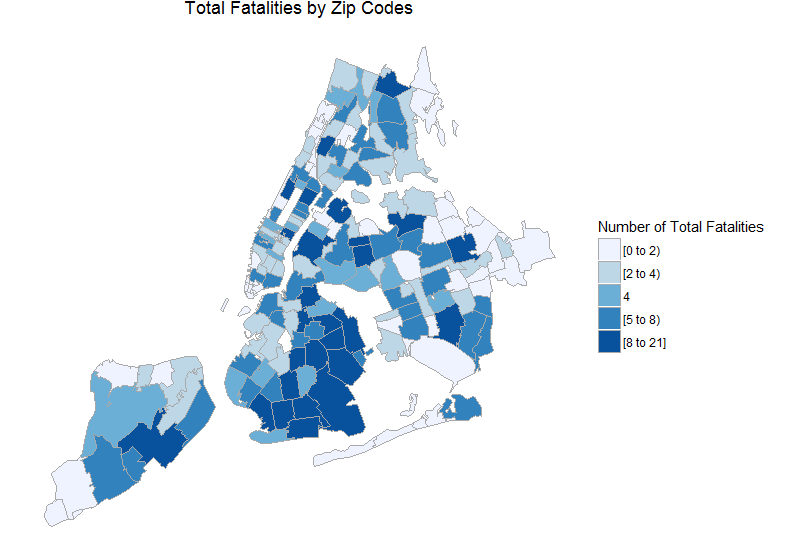 Total Fatalities by Zip Codes
Number of Total Fatalities
[0 to 2)
[2 to 4)
4
[5 to 8)
[8 to 21]